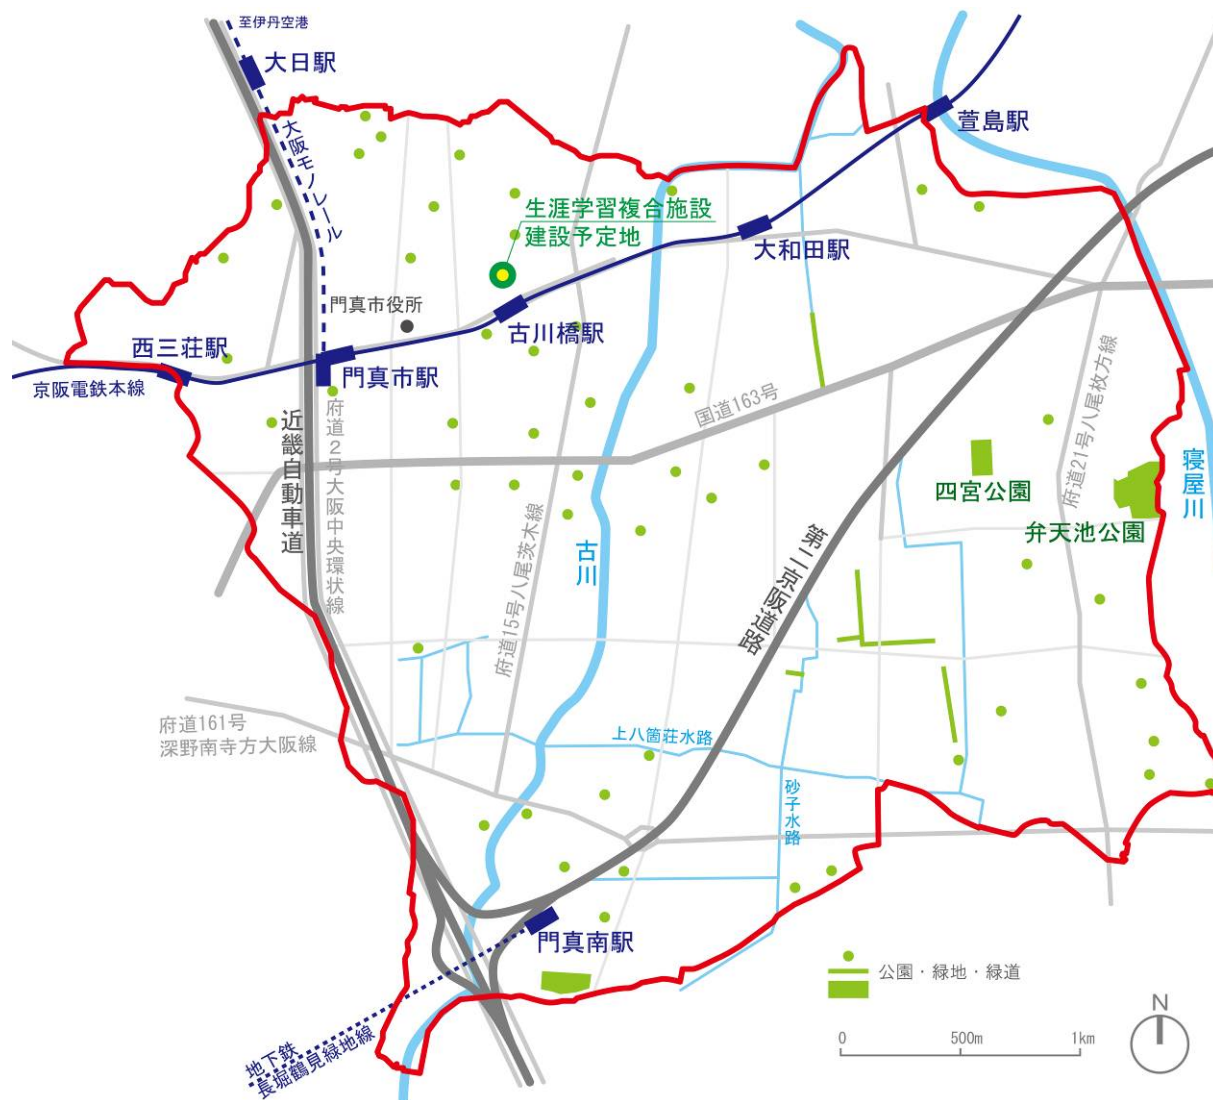 至伊丹空港
大日駅
大阪モノレール
萱島駅
生涯学習複合施設
建設予定地
大和田駅
門真市役所
古川橋駅
西三荘駅
門真市駅
京阪電鉄本線
国道163号
近畿自動車道
府道2号大阪中央環状線
府道21号八尾枚方線
四宮公園
弁天池公園
寝屋川
府道15号八尾茨木線
古川
第二京阪道路
府道161号
深野南寺方大阪線
上八箇荘水路
砂子水路
門真南駅
地下鉄
長堀鶴見緑地線
公園・緑地・緑道
0 500m 1km
N